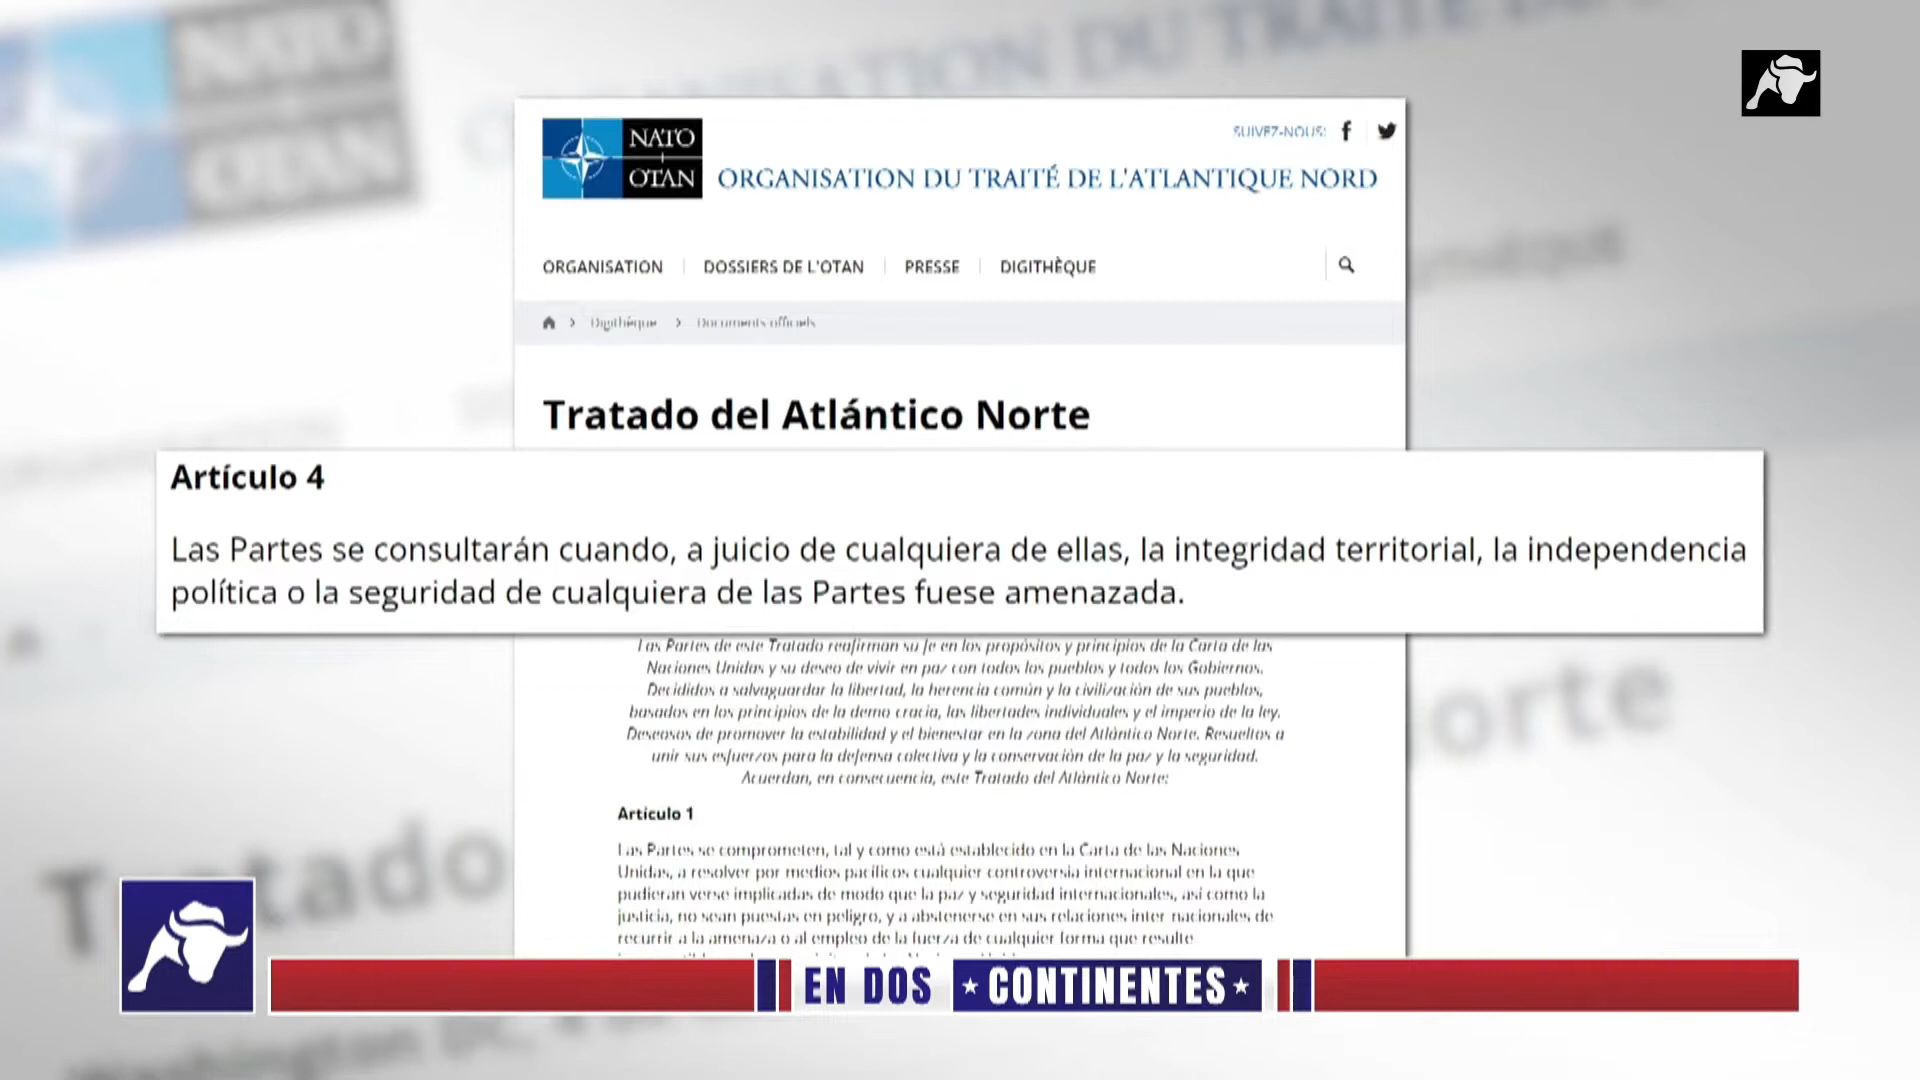 NATO
OTAN
SUIVEZ-NOUS:
ORGANISATION DU TRAITÉ DE L'ATLANTIQUE NORD
ORGANISATION
DOSSIERS DE L'OTAN
PRESSE
DIGITHÈQUE
Digithèque
Documents officiels
Tratado del Atlántico Norte
Artículo 4
Las Partes se consultarán cuando, a juicio de cualquiera de ellas, la integridad territorial, la independencia
política o la seguridad de cualquiera de las Partes fuese amenazada.
Las Partes de este Tratado reafirman su fe en los propósitos y principios de la Carta de las
Naciones Unidas y su deseo de vivir en paz con todos los pueblos y todos los Gobiernos.
Decididos a salvaguardar la libertad, la herencia común y la civilización de sus pueblos,
basados en los principios de la demo cracia, las libertades individuales y el imperio de la ley.
Deseosos de promover la estabilidad y el bienestar en la zona del Atlántico Norte. Resueltos a
unir sus esfuerzos para la defensa colectiva y la conservación de la paz y la seguridad.
Acuerdan, en consecuencia, este Tratado del Atlántico Norte:
Artículo 1
Las Partes se comprometen, tal y como está establecido en la Carta de las Naciones
Unidas, a resolver por medios pacíficos cualquier controversia internacional en la que
pudieran verse implicadas de modo que la paz y seguridad internacionales, así como la
justicia, no sean puestas en peligro, y a abstenerse en sus relaciones inter nacionales de
recurrir a la amenaza o al empleo de la fuerza de cualquier forma que resulte
EN DOS CONTINENTES